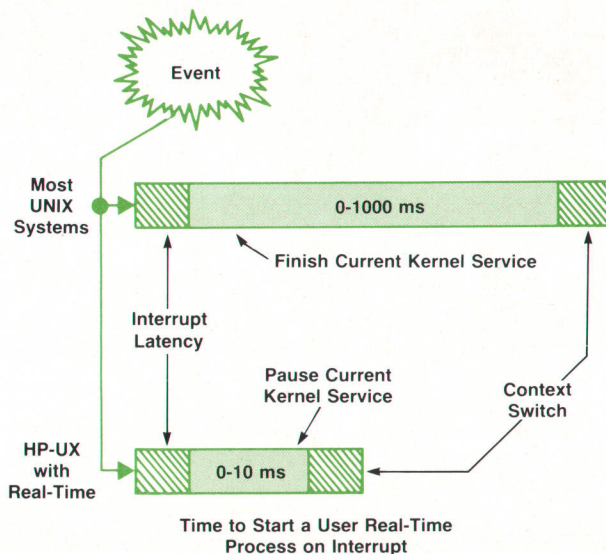 Event
Most
UNIX
Systems
0-1000 ms
Finish Current Kernel Service
Interrupt
Latency
Pause Current
Kernel Service
Context
Switch
HP-UX
with
Real-Time
0-10 ms
Time to Start a User Real-Time
Process on Interrupt